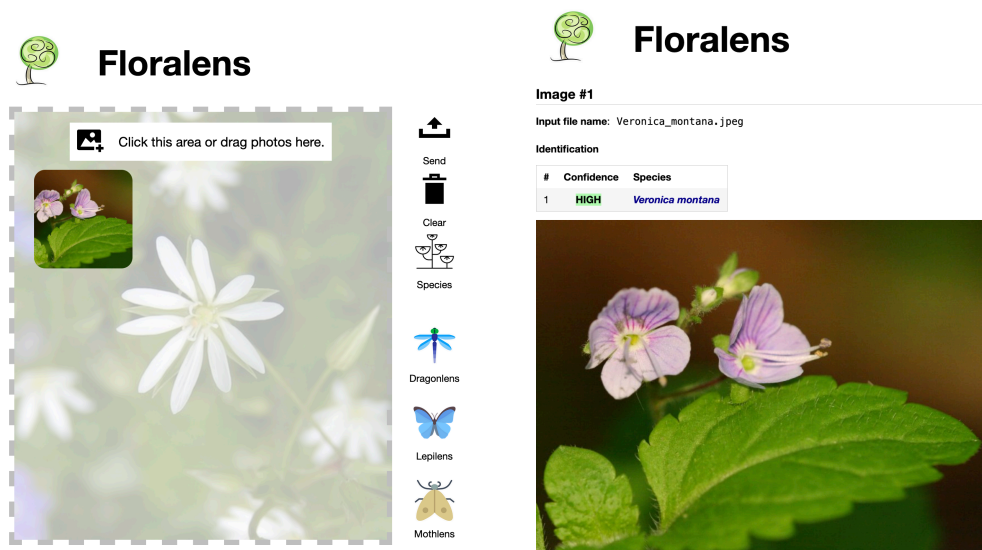 Floralens
Click this area or drag photos here.
Send
Clear
Species
Dragonlens
Lepilens
Mothlens
Floralens
Image #1
Input file name: Veronica_montana.jpeg
Identification
# Confidence Species
1 HIGH Veronica montana